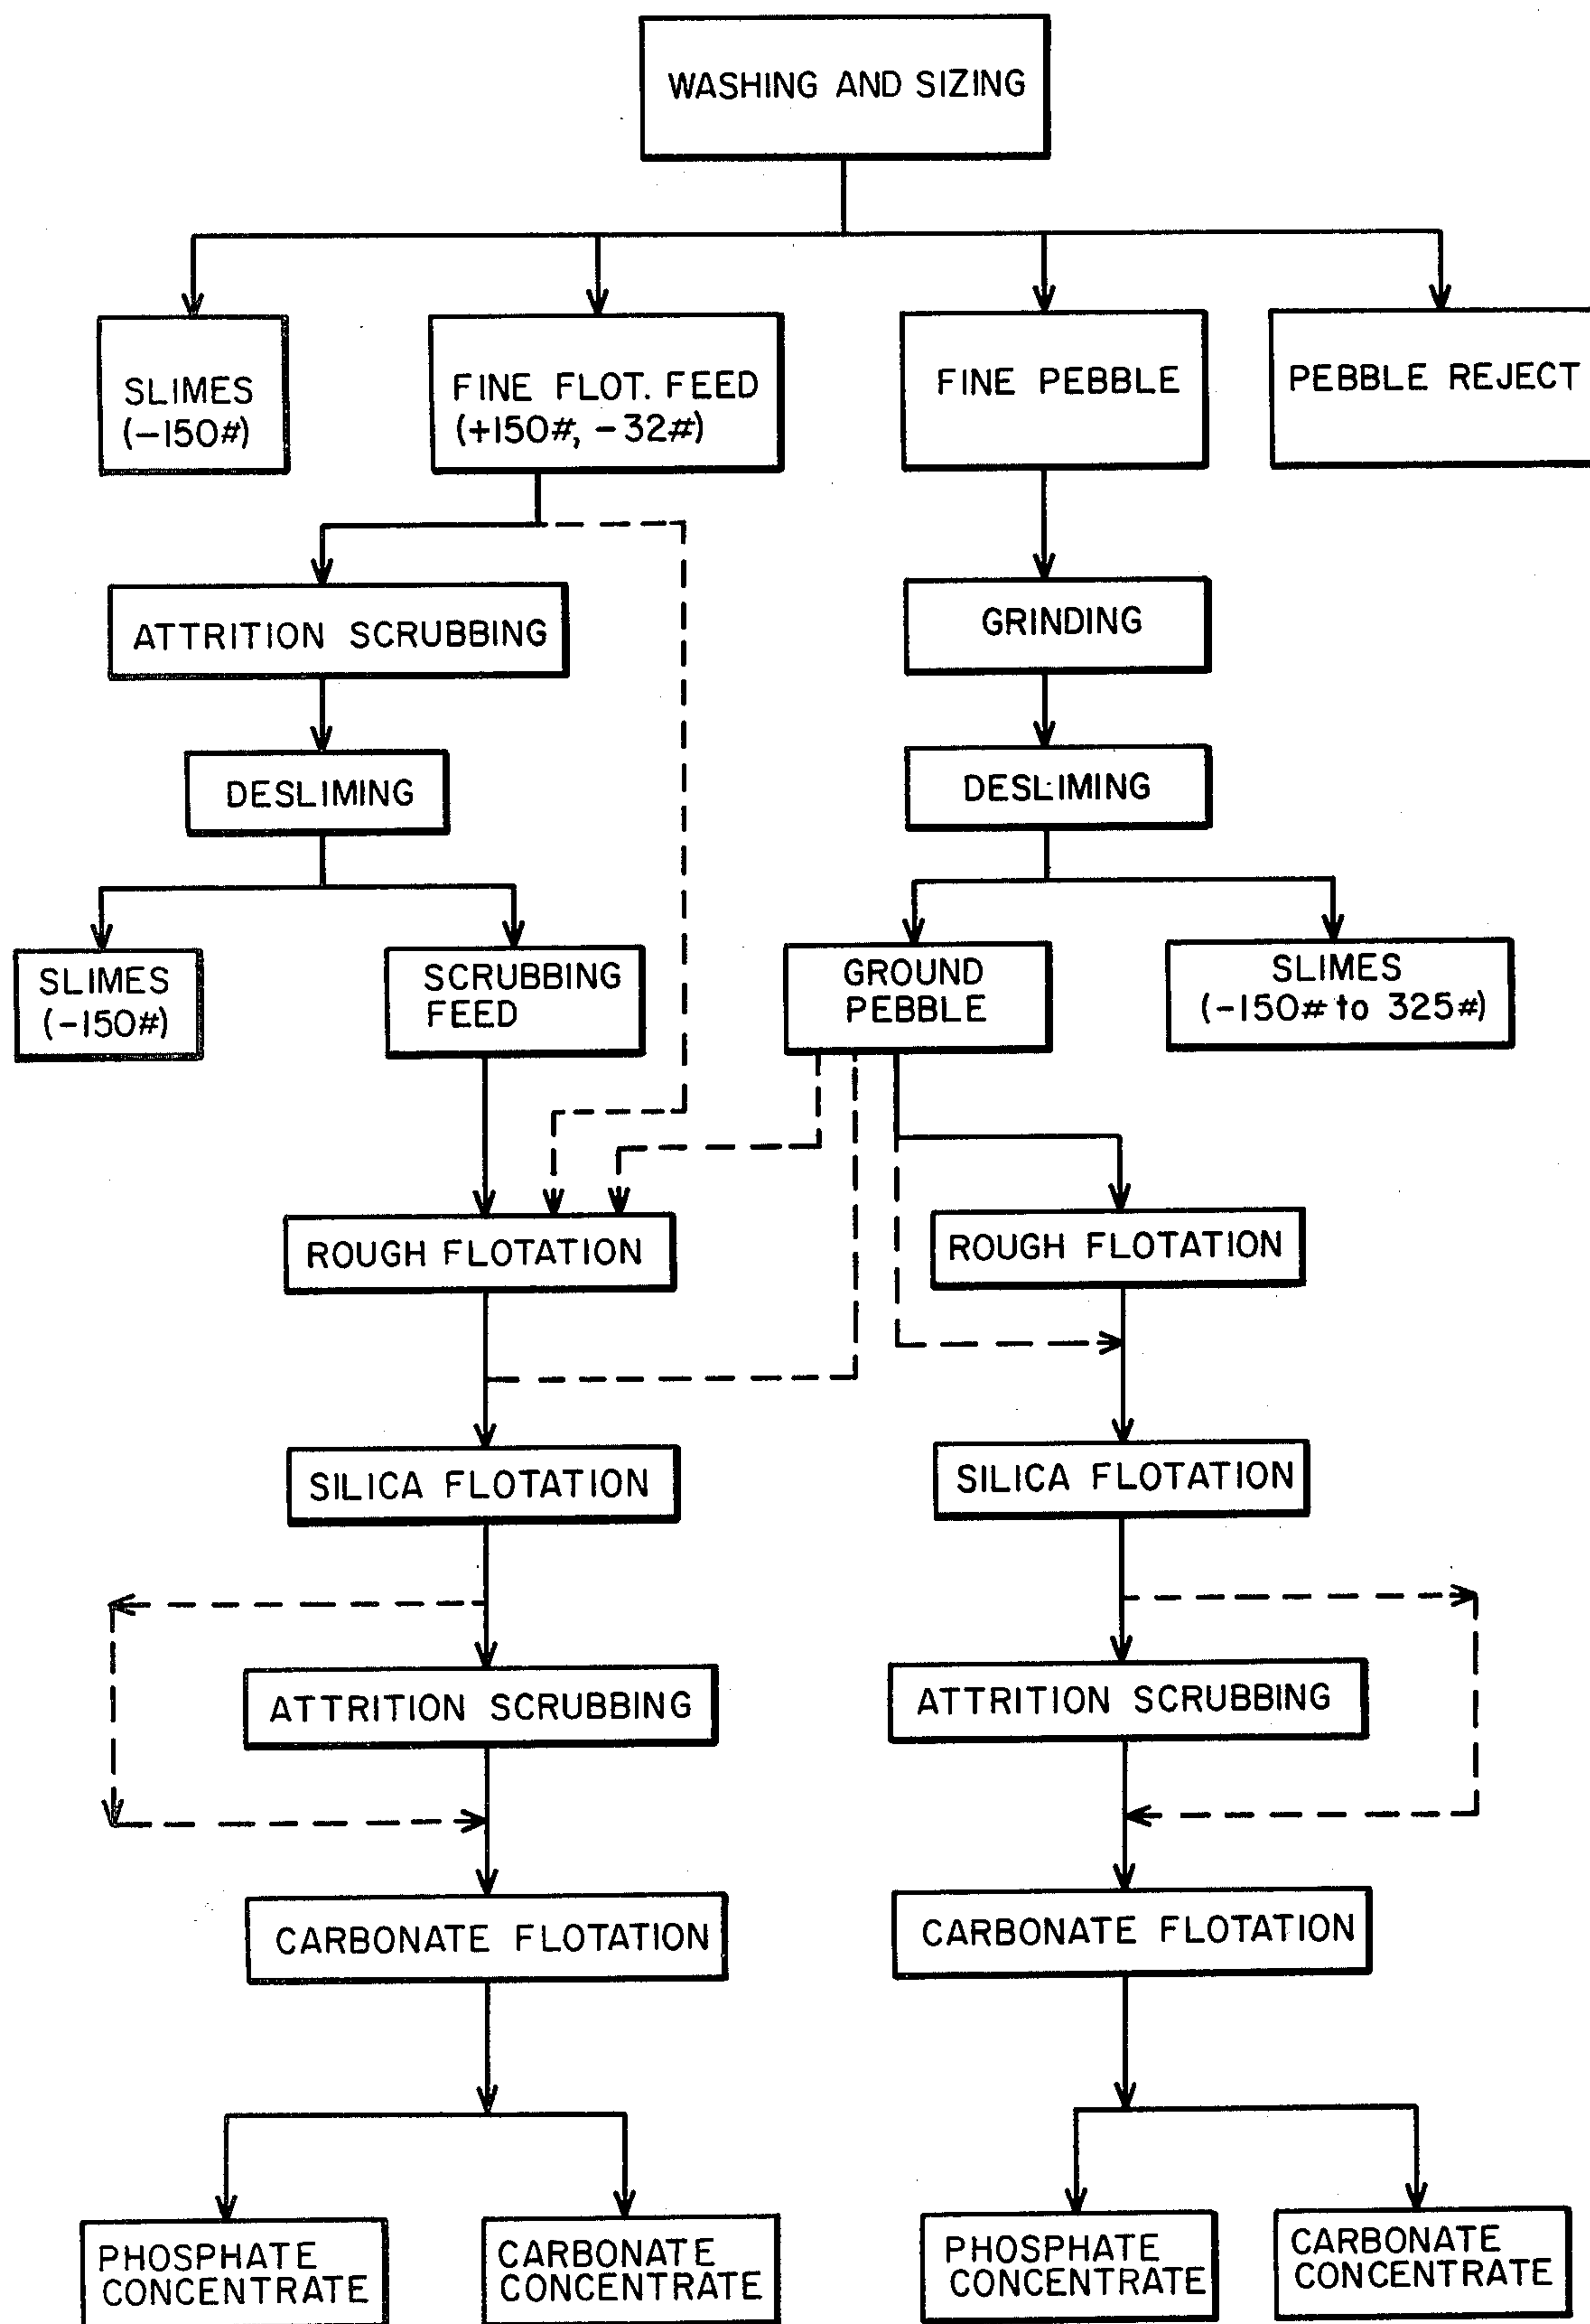 WASHING AND SIZING
SLIMES
(-150#)
FINE FLOT. FEED
(+150#, -32#)
FINE PEBBLE
PEBBLE REJECT
ATTRITION SCRUBBING
GRINDING
DESLIMING
DESLIMING
SLIMES
(-150#)
SCRUBBING
FEED
GROUND
PEBBLE
SLIMES
(-150# to 325#)
ROUGH FLOTATION
ROUGH FLOTATION
SILICA FLOTATION
SILICA FLOTATION
ATTRITION SCRUBBING
ATTRITION SCRUBBING
CARBONATE FLOTATION
CARBONATE FLOTATION
PHOSPHATE
CONCENTRATE
CARBONATE
CONCENTRATE
PHOSPHATE
CONCENTRATE
CARBONATE
CONCENTRATE